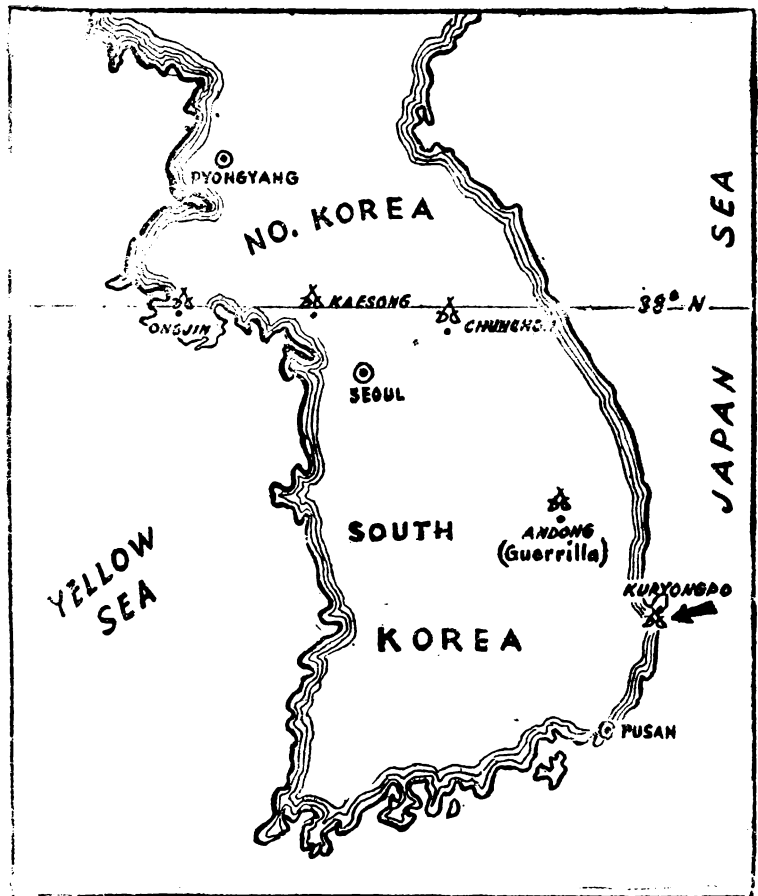 PYONGYANG
NO. KOREA
SEA
ONGJIN
KAESONG
38° N
SEOUL
JAPAN
SOUTH
ANDONG
(Guerrilla)
YELLOW
SEA
KURYONGPO
KOREA
PUSAN